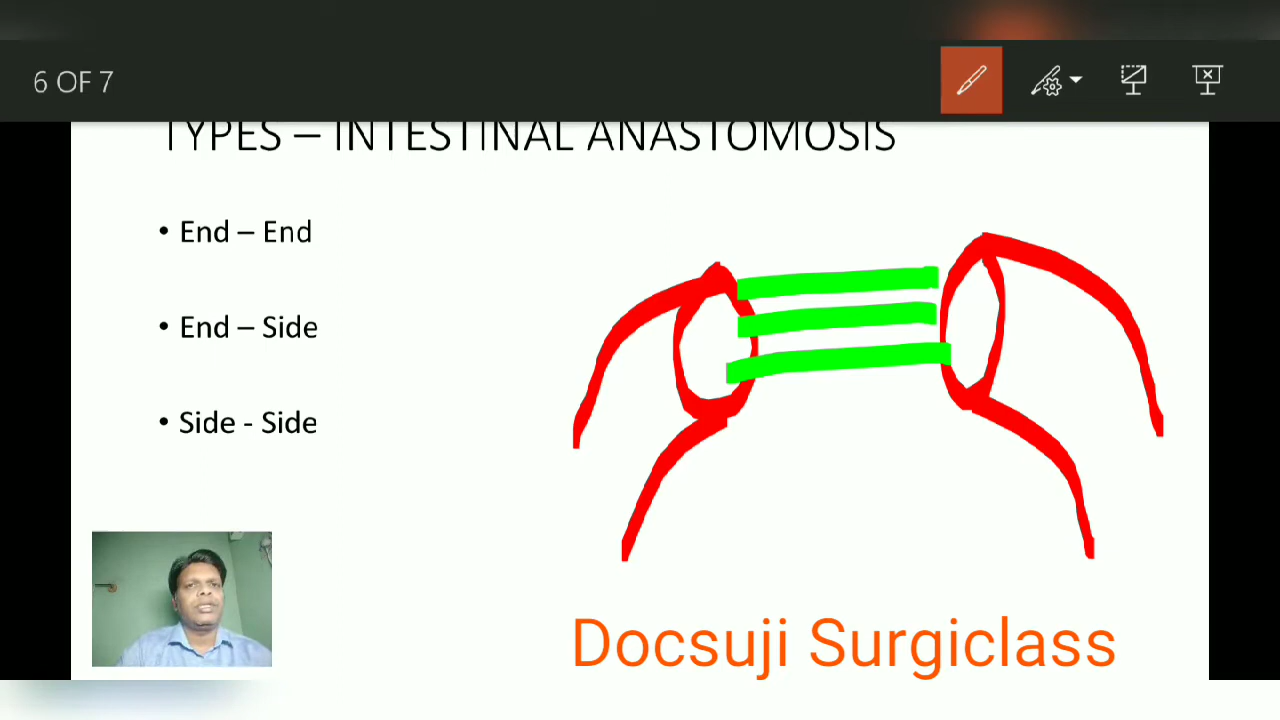 6 OF 7
TYPES – INTESTINAL ANASTOMOSIS
• End – End
• End – Side
• Side - Side
Docsuji Surgiclass